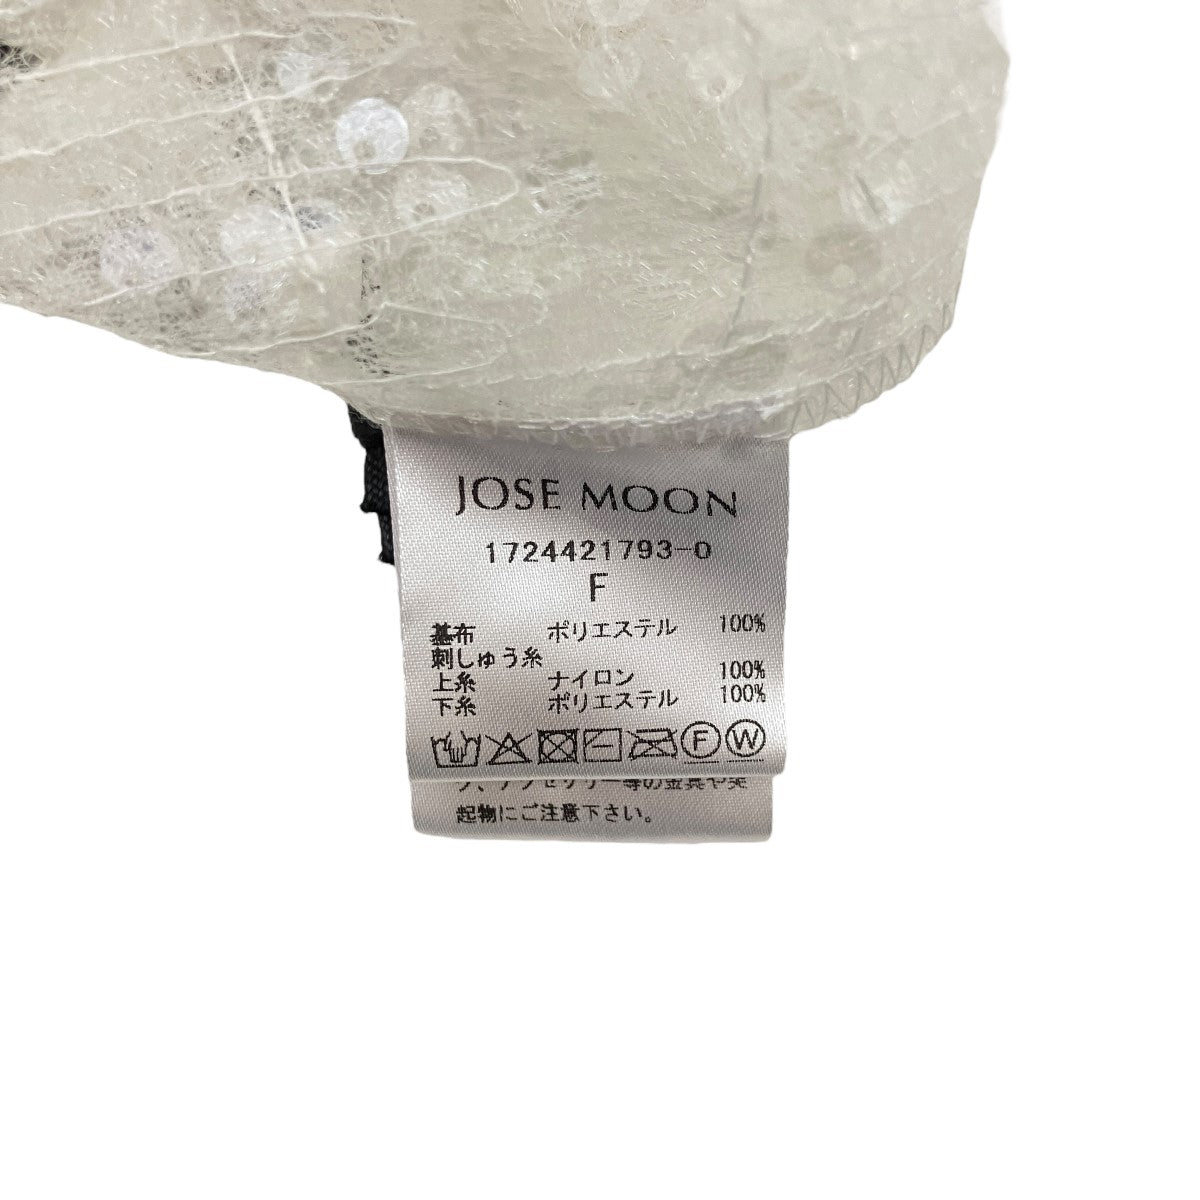 JOSE MOON
1724421793-0
F
基布 ポリエステル 100%
刺しゅう糸
上糸 ナイロン 100%
下糸 ポリエステル 100%
F W
起物にご注意下さい。